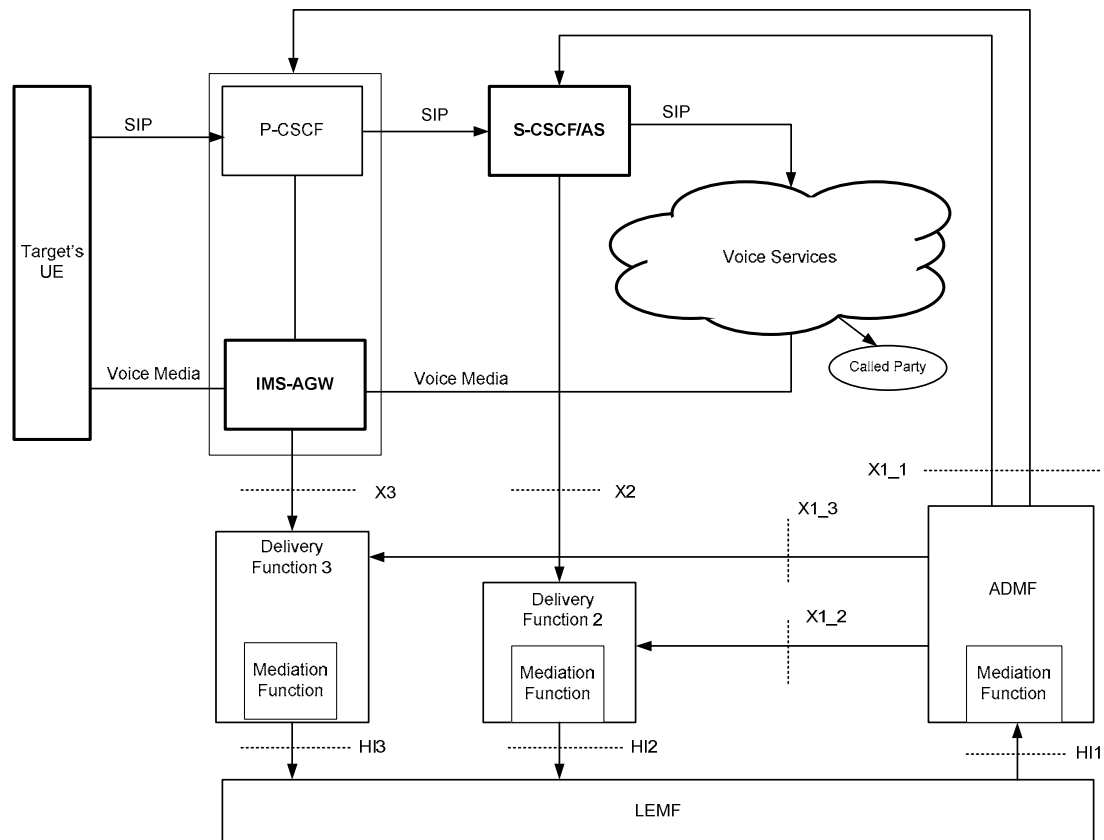 SIP
P-CSCF
SIP
S-CSCF/AS
SIP
Target's
UE
Voice Services
Voice Media
IMS-AGW
Voice Media
Called Party
X1_1
X3
X2
X1_3
Delivery
Function 3
ADMF
Delivery
Function 2
X1_2
Mediation
Function
Mediation
Function
Mediation
Function
HI3
HI2
HI1
LEMF